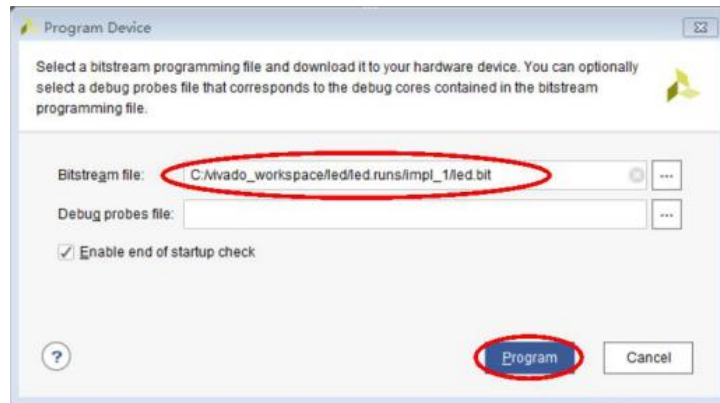 Program Device
Select a bitstream programming file and download it to your hardware device. You can optionally
select a debug probes file that corresponds to the debug cores contained in the bitstream
programming file.
Bitstream file: C:/vivado_workspace/led/led.runs/impl_1/led.bit
Debug probes file:
Enable end of startup check
? Program Cancel